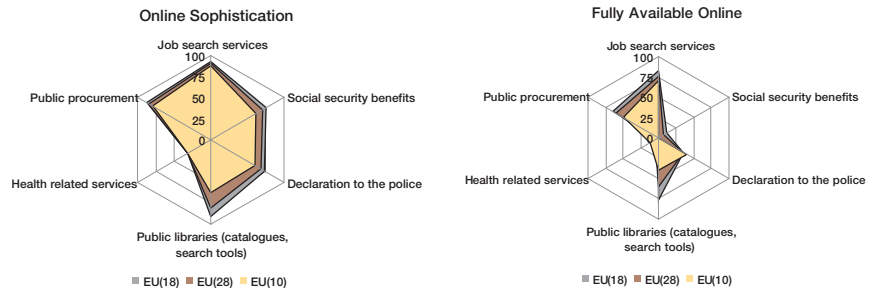 Online Sophistication
Job search services
100
75
50
25
0
Public procurement
Social security benefits
Health related services
Declaration to the police
Public libraries (catalogues,
search tools)
EU(18) EU(28) EU(10)
Fully Available Online
Job search services
100
75
50
25
0
Public procurement
Social security benefits
Health related services
Declaration to the police
Public libraries (catalogues,
search tools)
EU(18) EU(28) EU(10)